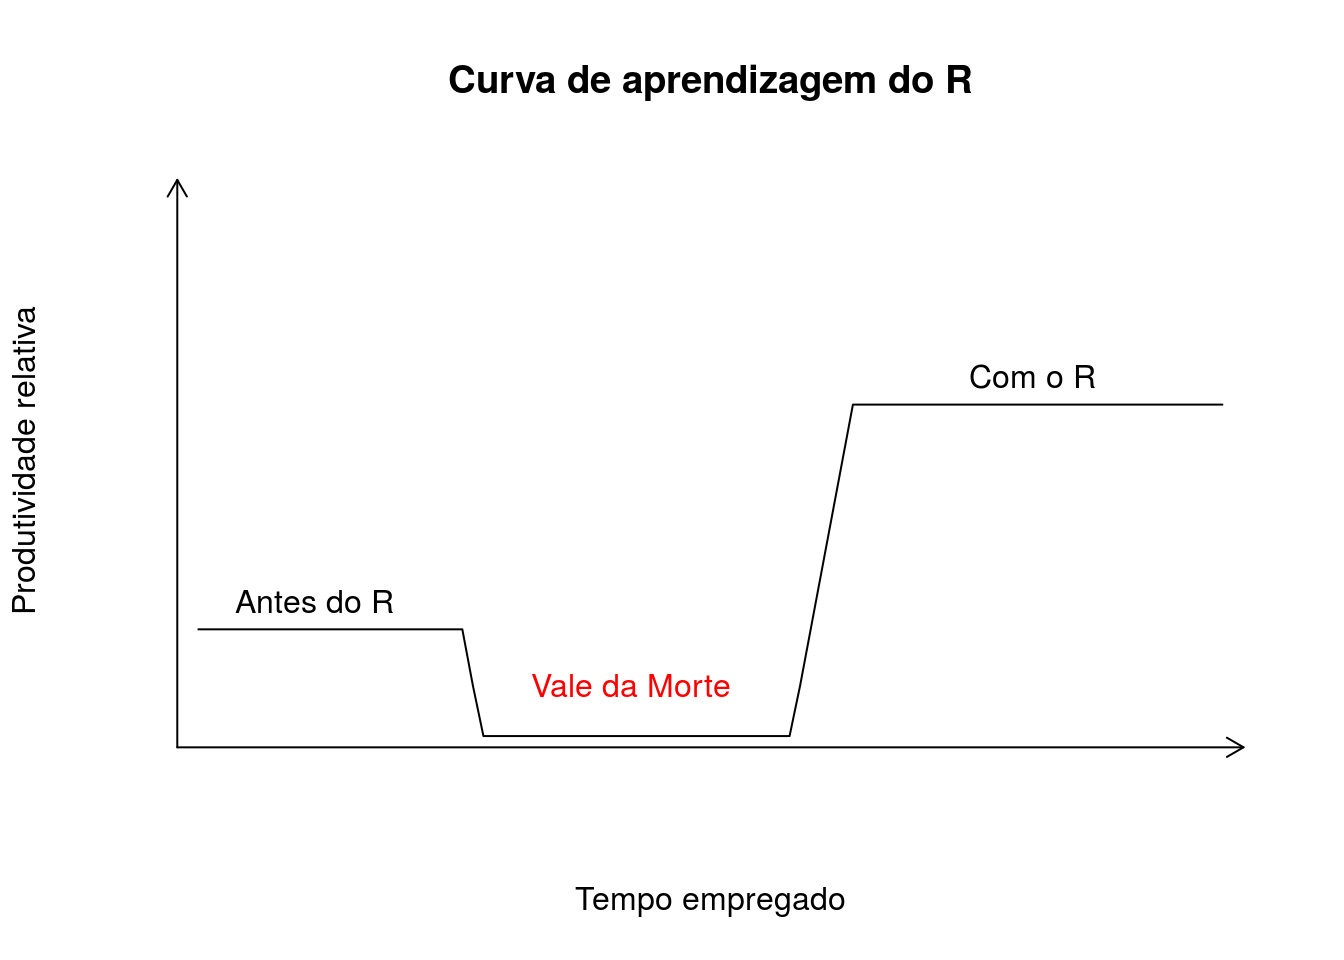 Curva de aprendizagem do R
Produtividade relativa
Com o R
Antes do R
Vale da Morte
Tempo empregado